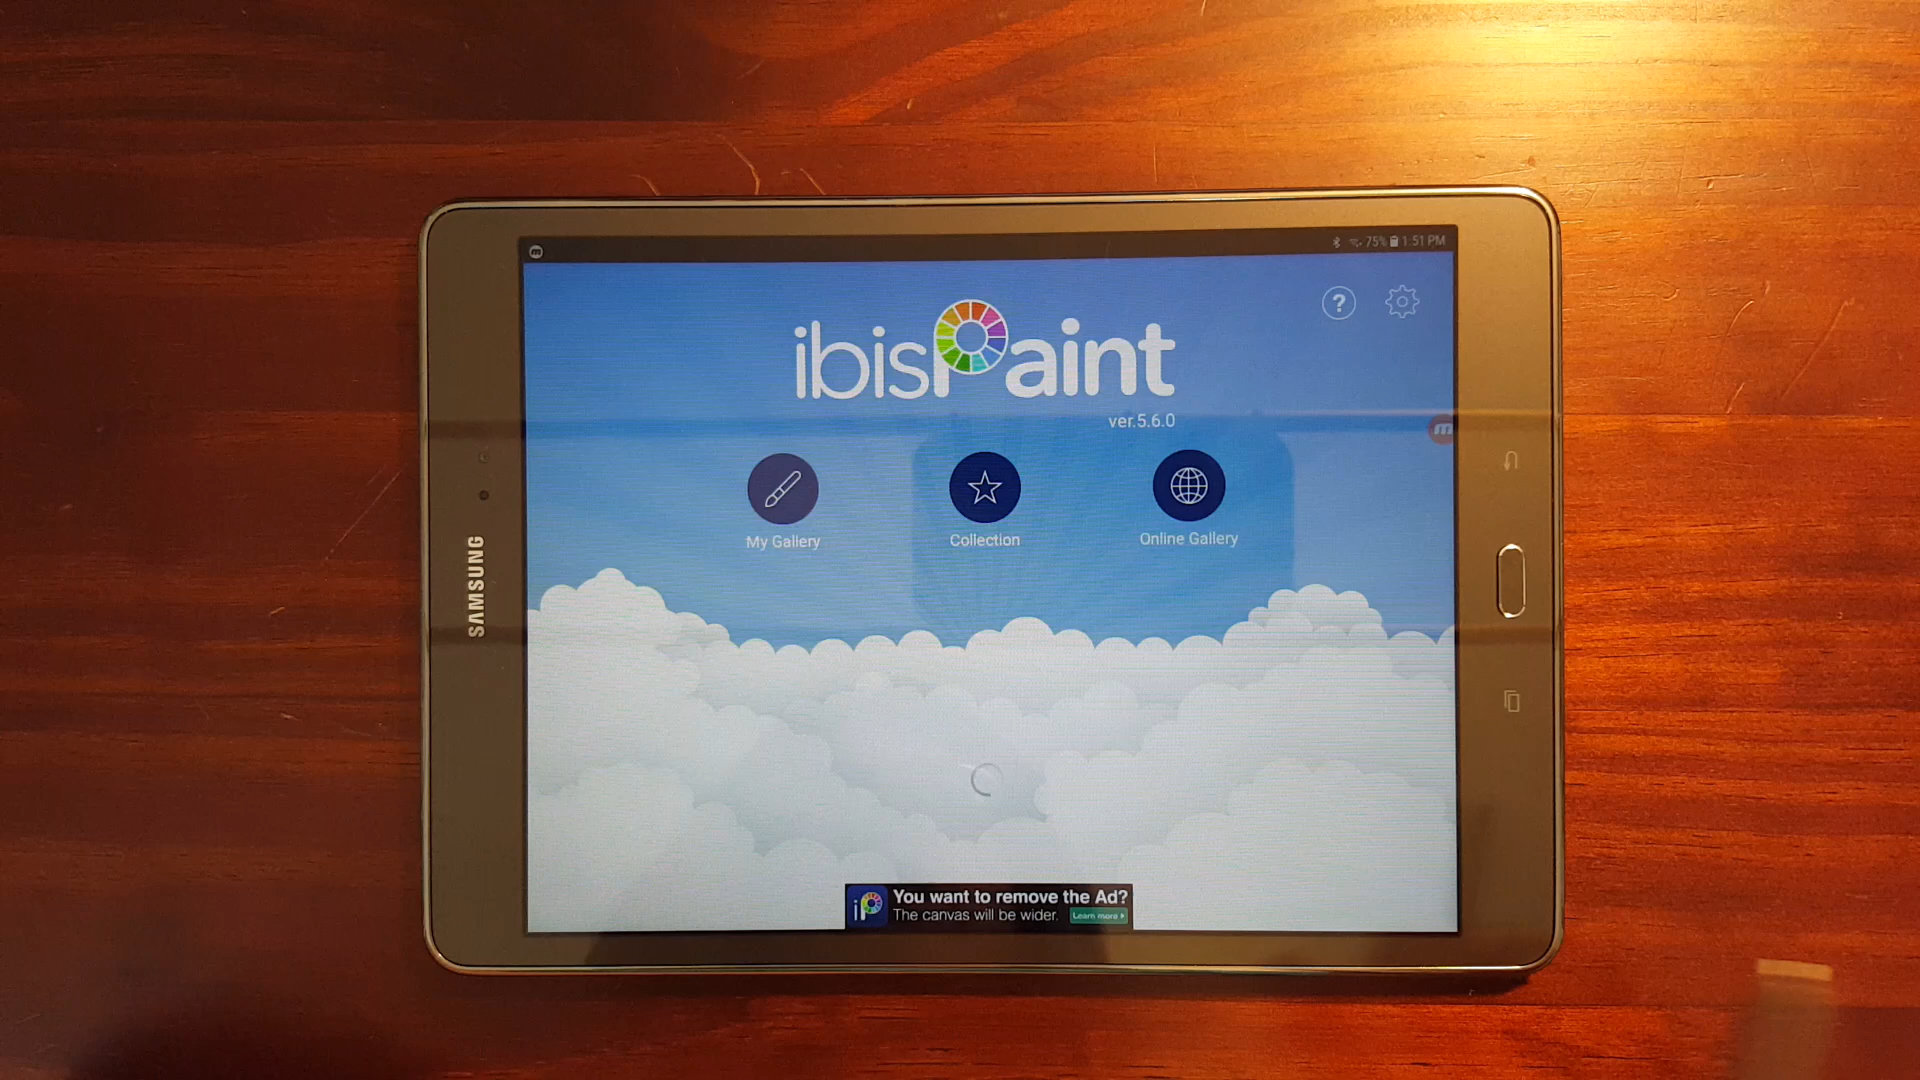 75% 1:51 PM
?
ibisPaint
ver.5.6.0
m
My Gallery
Collection
Online Gallery
SAMSUNG
iP
You want to remove the Ad?
The canvas will be wider. Learn more